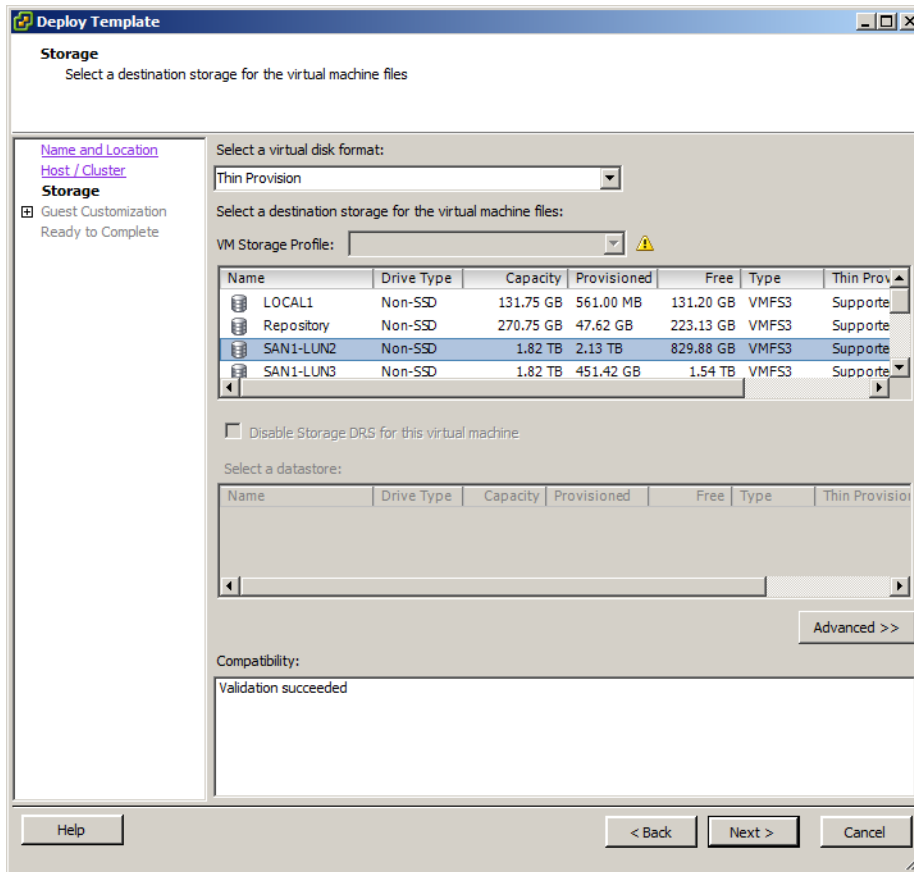 Deploy Template
Storage
Select a destination storage for the virtual machine files
Name and Location
Host / Cluster
Storage
Guest Customization
Ready to Complete
Select a virtual disk format:
Thin Provision
Select a destination storage for the virtual machine files:
VM Storage Profile:
Name Drive Type Capacity Provisioned Free Type Thin Prov
LOCAL1 Non-SSD 131.75 GB 561.00 MB 131.20 GB VMFS3 Supporte
Repository Non-SSD 270.75 GB 47.62 GB 223.13 GB VMFS3 Supporte
SAN1-LUN2 Non-SSD 1.82 TB 2.13 TB 829.88 GB VMFS3 Supporte
SAN1-LUN3 Non-SSD 1.82 TB 451.42 GB 1.54 TB VMFS3 Supporte
Disable Storage DRS for this virtual machine
Select a datastore:
Name Drive Type Capacity Provisioned Free Type Thin Provision
Advanced >>
Compatibility:
Validation succeeded
Help < Back Next > Cancel